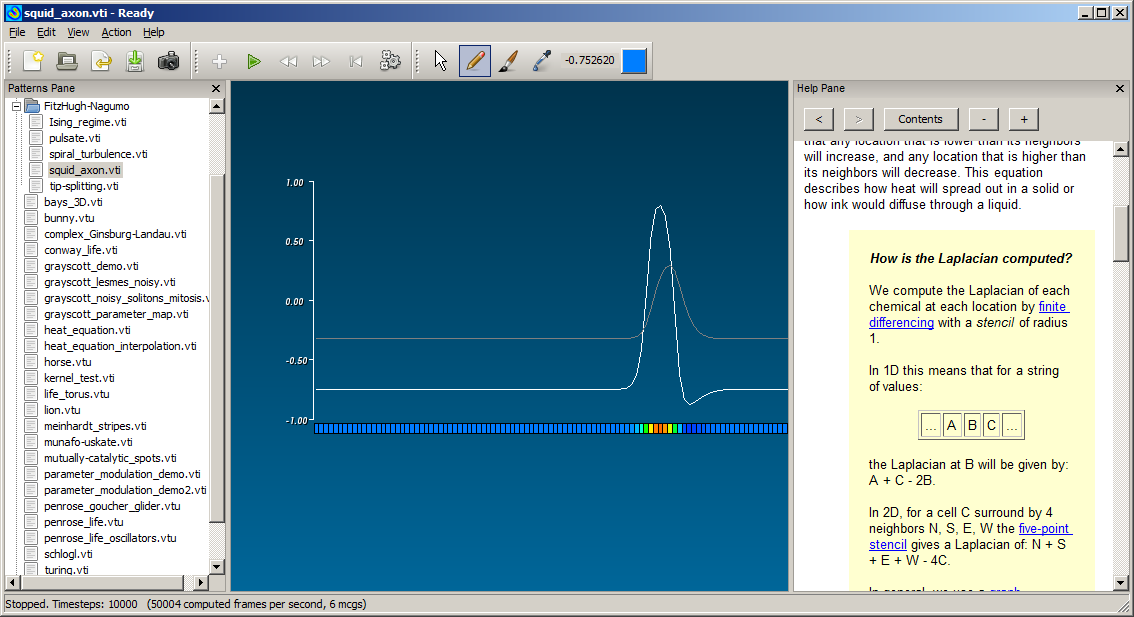 squid_axon.vti - Ready
File Edit View Action Help
-0.752620
Patterns Pane
FitzHugh-Nagumo
Ising_regime.vti
pulsate.vti
spiral_turbulence.vti
squid_axon.vti
tip-splitting.vti
bays_3D.vti
bunny.vtu
complex_Ginsburg-Landau.vti
conway_life.vti
grayscott_demo.vti
grayscott_lesmes_noisy.vti
grayscott_noisy_solitons_mitosis.v
grayscott_parameter_map.vti
heat_equation.vti
heat_equation_interpolation.vti
horse.vtu
kernel_test.vti
life_torus.vtu
lion.vtu
meinhardt_stripes.vti
munafo-uskate.vti
mutually-catalytic_spots.vti
parameter_modulation_demo.vti
parameter_modulation_demo2.vti
penrose_goucher_glider.vtu
penrose_life.vtu
penrose_life_oscillators.vtu
schlogl.vti
turing.vti
1.00
0.50
0.00
-0.50
-1.00
Help Pane
< > Contents - +
that any location that is lower than its neighbors
will increase, and any location that is higher than
its neighbors will decrease. This equation
describes how heat will spread out in a solid or
how ink would diffuse through a liquid.
How is the Laplacian computed?
We compute the Laplacian of each
chemical at each location by finite
differencing with a stencil of radius
1.
In 1D this means that for a string
of values:
... A B C ...
the Laplacian at B will be given by:
A + C - 2B.
In 2D, for a cell C surround by 4
neighbors N, S, E, W the five-point
stencil gives a Laplacian of: N + S
+ E + W - 4C.
In general, we use a graph
Stopped. Timesteps: 10000 (50004 computed frames per second, 6 mcgs)